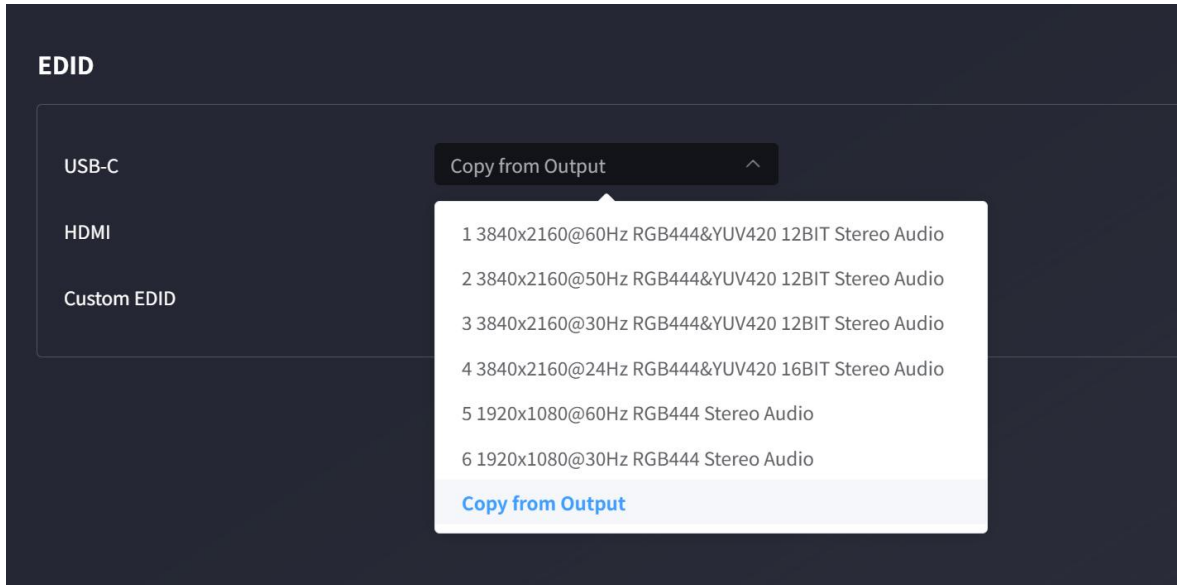 EDID
USB-C
Copy from Output
HDMI
Custom EDID
1 3840x2160@60Hz RGB444&YUV420 12BIT Stereo Audio
2 3840x2160@50Hz RGB444&YUV420 12BIT Stereo Audio
3 3840x2160@30Hz RGB444&YUV420 12BIT Stereo Audio
4 3840x2160@24Hz RGB444&YUV420 16BIT Stereo Audio
5 1920x1080@60Hz RGB444 Stereo Audio
6 1920x1080@30Hz RGB444 Stereo Audio
Copy from Output